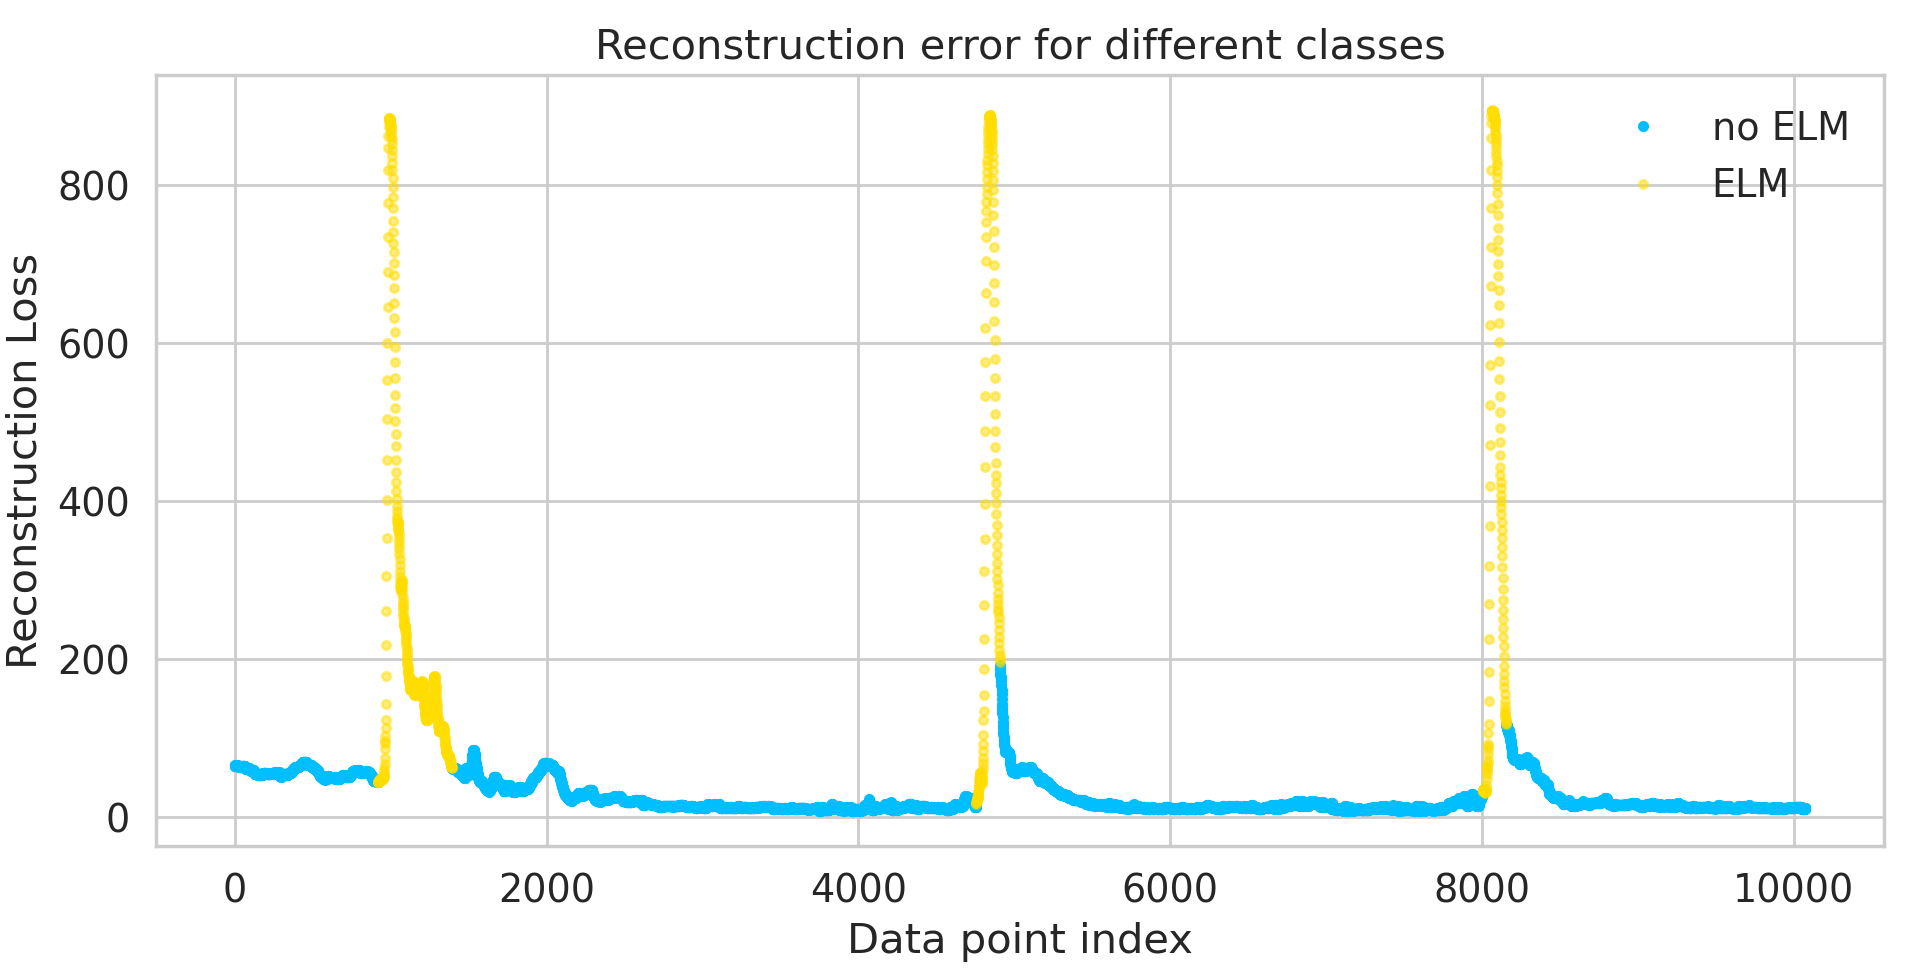 Reconstruction error for different classes
no ELM
ELM
Reconstruction Loss
800
600
400
200
0
0 2000 4000 6000 8000 10000
Data point index